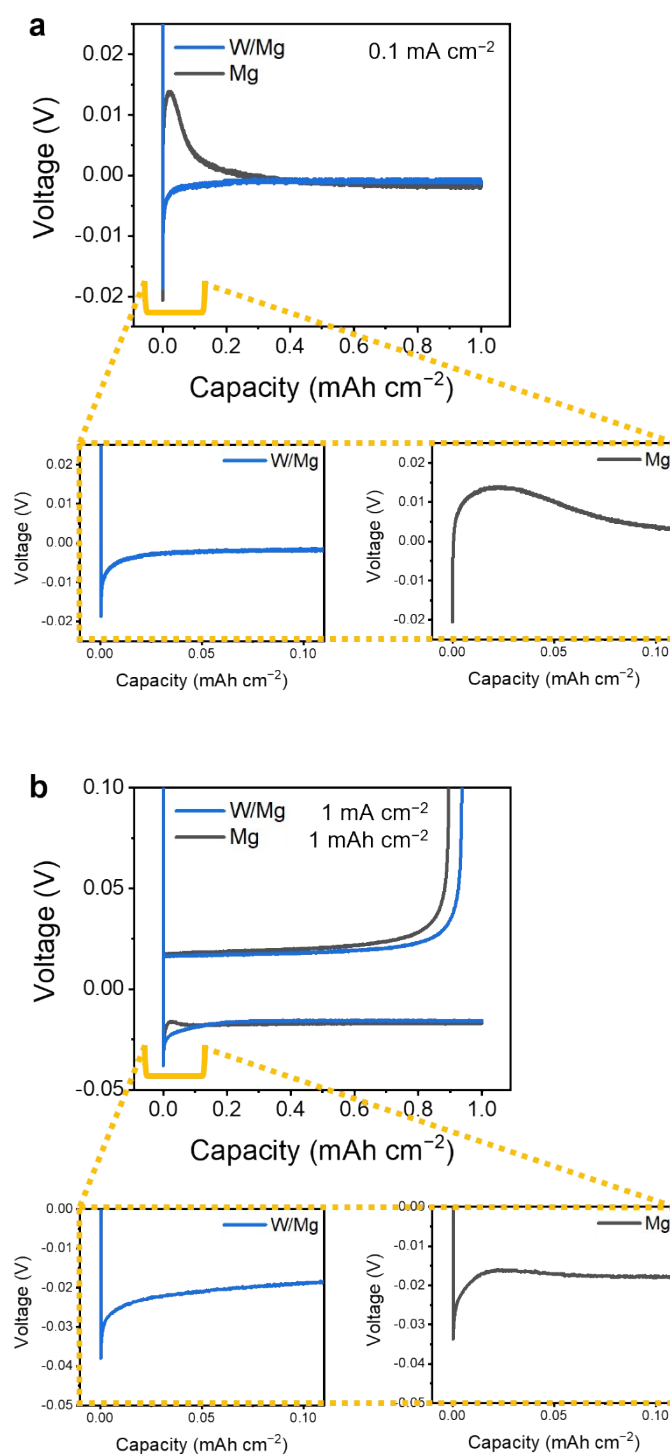 a
W/Mg
Mg
0.1 mA cm⁻²
Voltage (V)
0.02
0.01
0.00
-0.01
-0.02
0.0 0.2 0.4 0.6 0.8 1.0
Capacity (mAh cm⁻²)
W/Mg
Voltage (V)
0.02
0.01
0.00
-0.01
-0.02
0.00 0.05 0.10
Capacity (mAh cm⁻²)
Mg
Voltage (V)
0.02
0.01
0.00
-0.01
-0.02
0.00 0.05 0.10
Capacity (mAh cm⁻²)
b
W/Mg
Mg
1 mA cm⁻²
1 mAh cm⁻²
Voltage (V)
0.10
0.05
0.00
-0.05
0.0 0.2 0.4 0.6 0.8 1.0
Capacity (mAh cm⁻²)
W/Mg
Voltage (V)
0.00
-0.01
-0.02
-0.03
-0.04
-0.05
0.00 0.05 0.10
Capacity (mAh cm⁻²)
Mg
Voltage (V)
0.00
-0.01
-0.02
-0.03
-0.04
-0.05
0.00 0.05 0.10
Capacity (mAh cm⁻²)